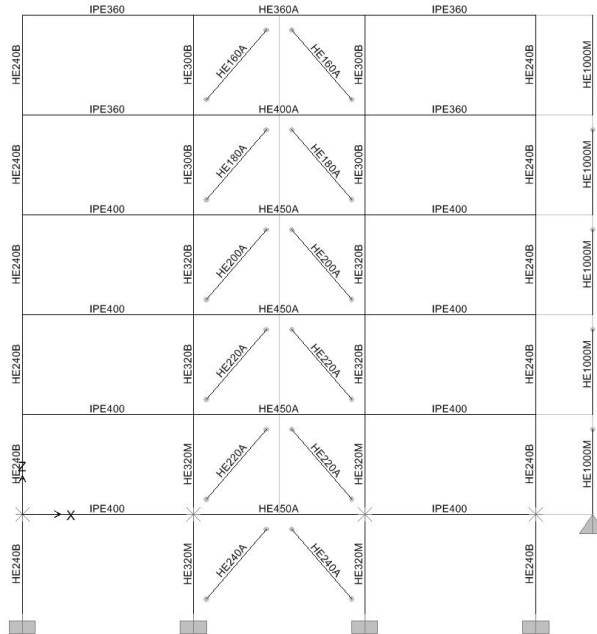 IPE360 HE360A IPE360
HE240B HE300B HE160A HE160A HE300B HE240B HE1000M
IPE360 HE400A IPE360
HE240B HE300B HE180A HE180A HE300B HE240B HE1000M
IPE400 HE450A IPE400
HE240B HE320B HE200A HE200A HE320B HE240B HE1000M
IPE400 HE450A IPE400
HE240B HE320B HE220A HE220A HE320B HE240B HE1000M
IPE400 HE450A IPE400
HE240B HE320M HE220A HE220A HE320M HE240B HE1000M
Z
X IPE400 HE450A IPE400
HE240B HE320M HE240A HE240A HE320M HE240B